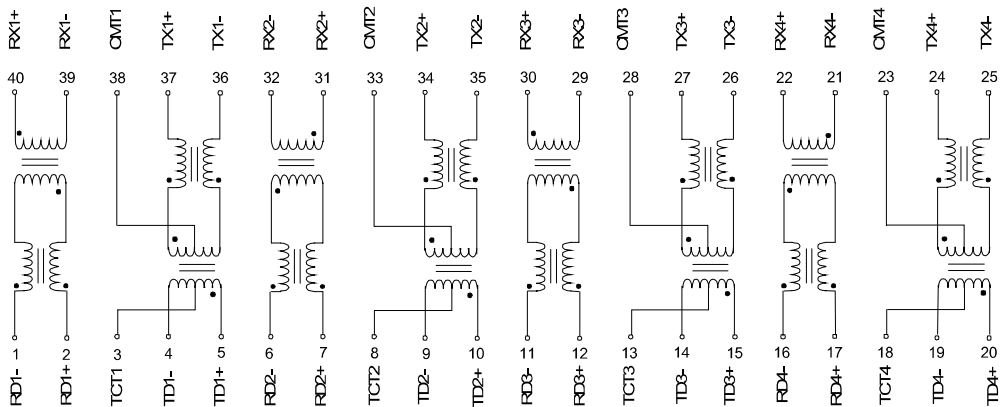 RX1+ RX1- CMT1 TX1+ TX1- RX2- RX2+ CMT2 TX2+ TX2- RX3+ RX3- CMT3 TX3+ TX3- RX4+ RX4- CMT4 TX4+ TX4-
40 39 38 37 36 32 31 33 34 35 30 29 28 27 26 22 21 23 24 25
1 2 3 4 5 6 7 8 9 10 11 12 13 14 15 16 17 18 19 20
RD1- RD1+ TCT1 TD1- TD1+ RD2- RD2+ TCT2 TD2- TD2+ RD3- RD3+ TCT3 TD3- TD3+ RD4- RD4+ TCT4 TD4- TD4+